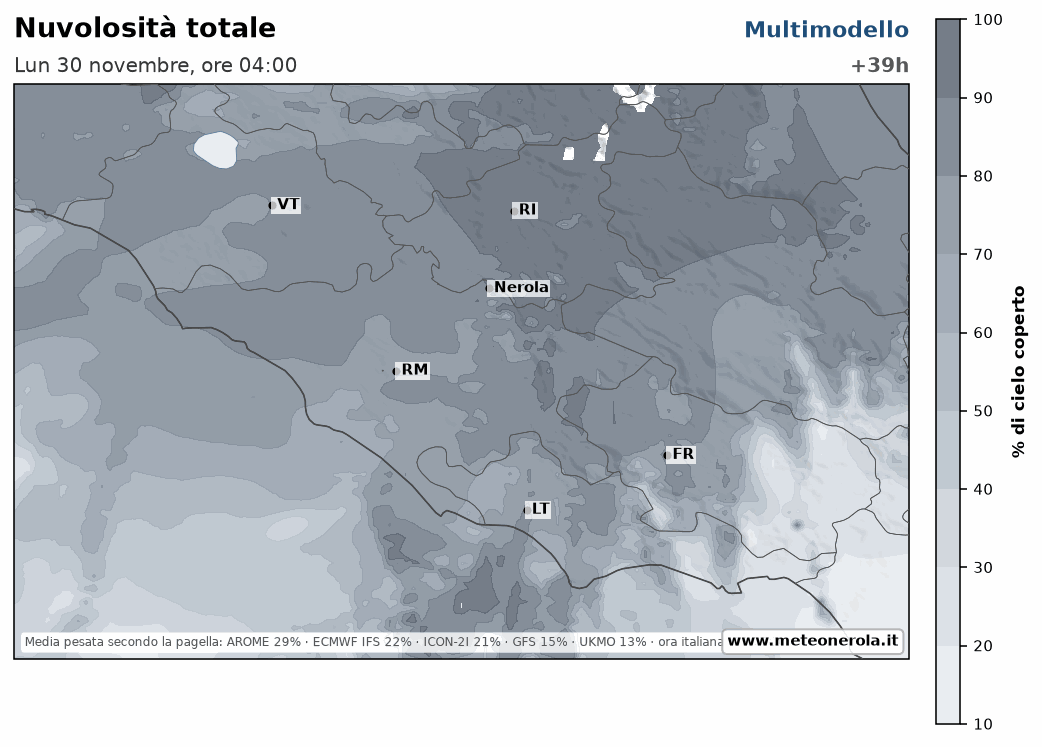 Nuvolosità totale
Multimodello
Lun 30 novembre, ore 04:00
+39h
100
90
80
70
60
50
40
30
20
10
% di cielo coperto
VT
RI
Nerola
RM
FR
LT
Media pesata secondo la pagella: AROME 29% · ECMWF IFS 22% · ICON-2I 21% · GFS 15% · UKMO 13% · ora italiana
www.meteonerola.it